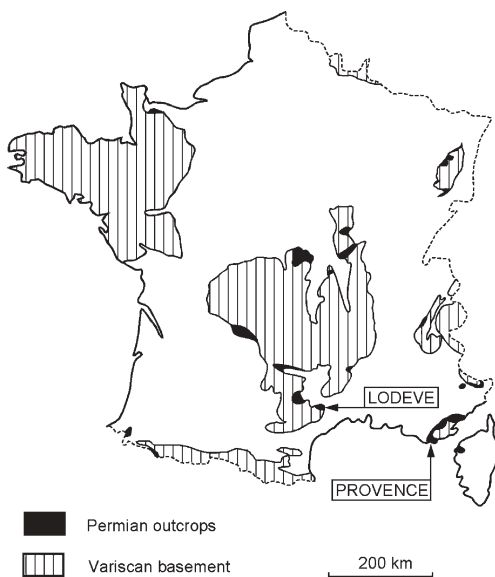 LODEVE
PROVENCE
Permian outcrops
Variscan basement
200 km